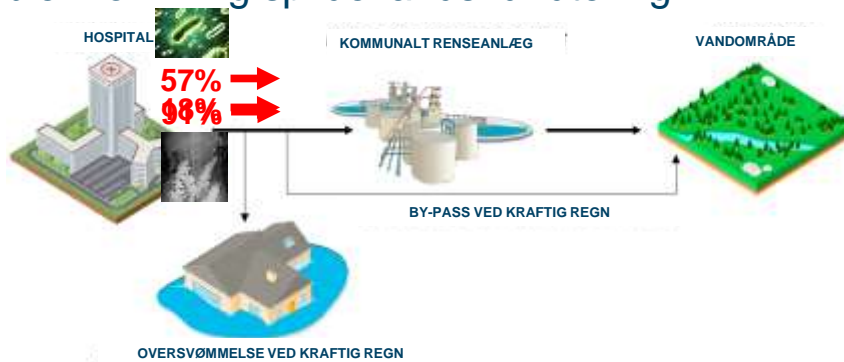 HOSPITAL
KOMMUNALT RENSEANLÆG
VANDOMRÅDE
57%
BY-PASS VED KRAFTIG REGN
OVERSVØMMELSE VED KRAFTIG REGN